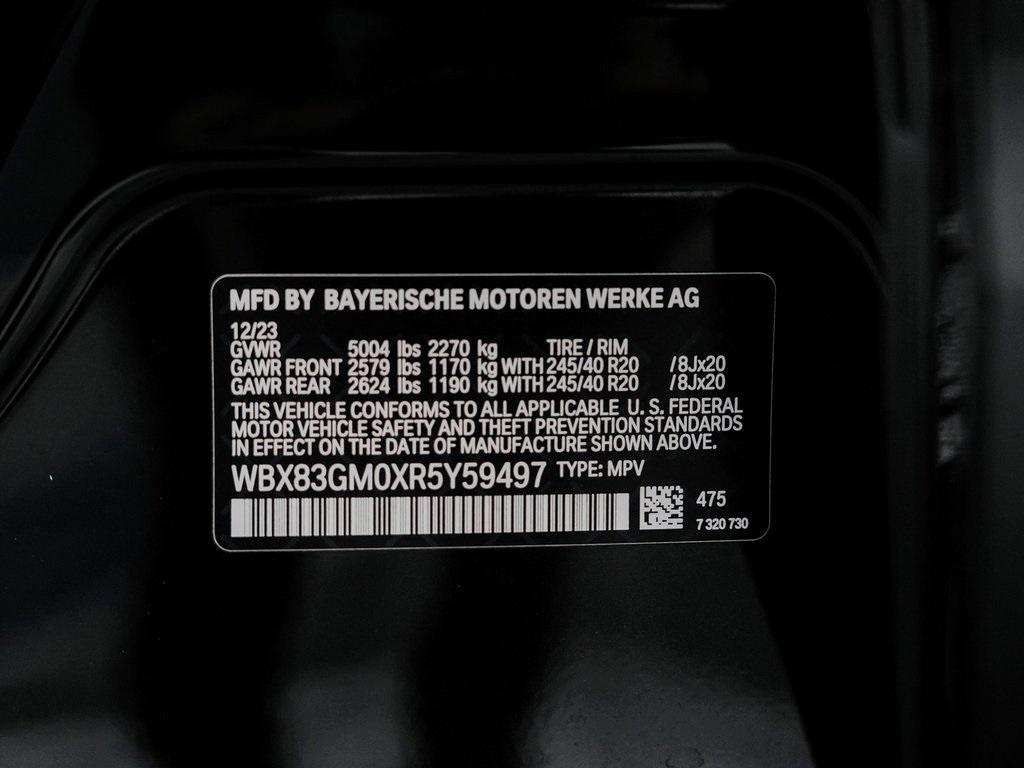 MFD BY BAYERISCHE MOTOREN WERKE AG
12/23
GVWR 5004 lbs 2270 kg TIRE / RIM
GAWR FRONT 2579 lbs 1170 kg WITH 245/40 R20 /8Jx20
GAWR REAR 2624 lbs 1190 kg WITH 245/40 R20 /8Jx20
THIS VEHICLE CONFORMS TO ALL APPLICABLE U. S. FEDERAL
MOTOR VEHICLE SAFETY AND THEFT PREVENTION STANDARDS
IN EFFECT ON THE DATE OF MANUFACTURE SHOWN ABOVE.
WBX83GM0XR5Y59497 TYPE: MPV
475
7 320 730